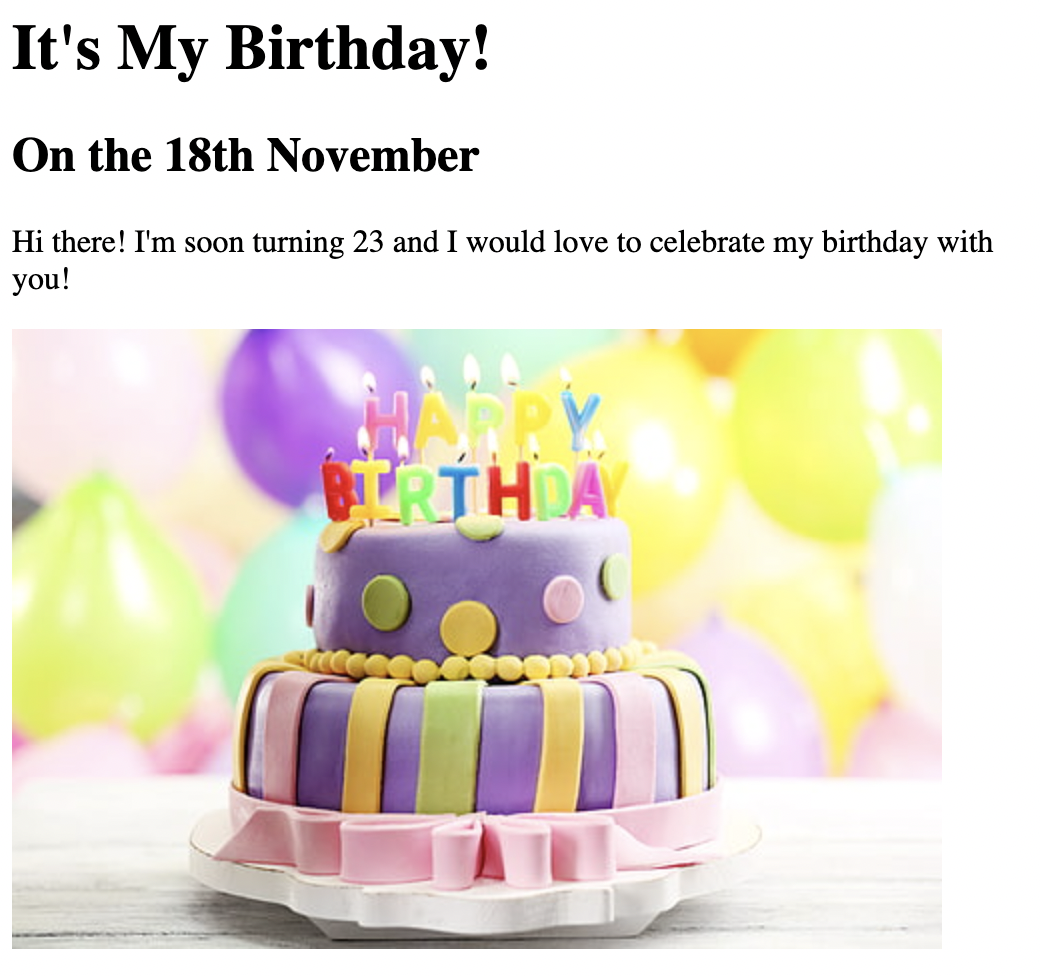 It's My Birthday!
On the 18th November
Hi there! I'm soon turning 23 and I would love to celebrate my birthday with
you!
HAPPY
BIRTHDAY